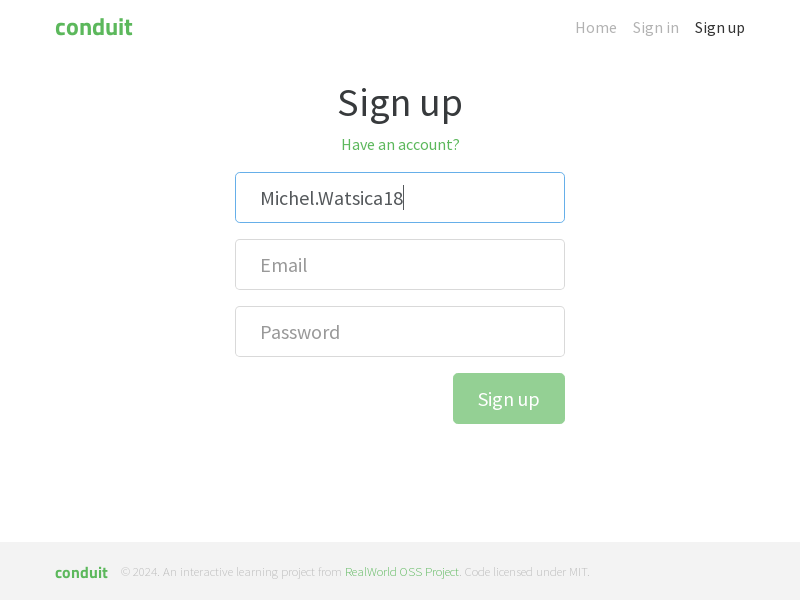 conduit
Home Sign in Sign up
Sign up
Have an account?
Michel.Watsica18
Email
Password
Sign up
conduit © 2024. An interactive learning project from RealWorld OSS Project. Code licensed under MIT.